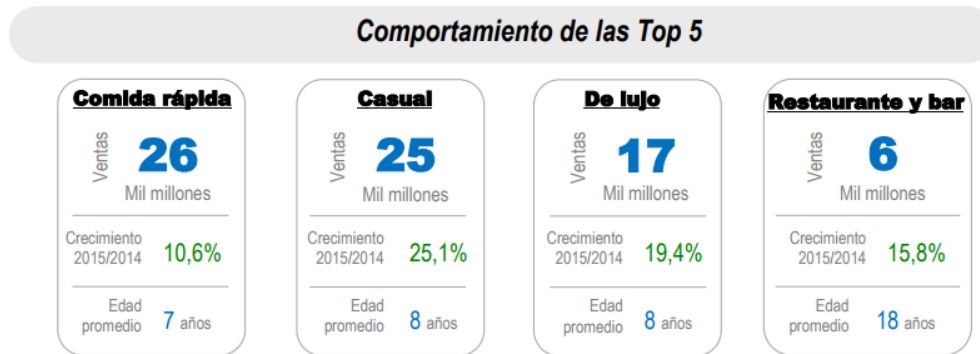 Comportamiento de las Top 5
Comida rápida
Ventas
26
Mil millones
Crecimiento
2015/2014
10,6%
Edad
promedio
7 años
Casual
Ventas
25
Mil millones
Crecimiento
2015/2014
25,1%
Edad
promedio
8 años
De lujo
Ventas
17
Mil millones
Crecimiento
2015/2014
19,4%
Edad
promedio
8 años
Restaurante y bar
Ventas
6
Mil millones
Crecimiento
2015/2014
15,8%
Edad
promedio
18 años